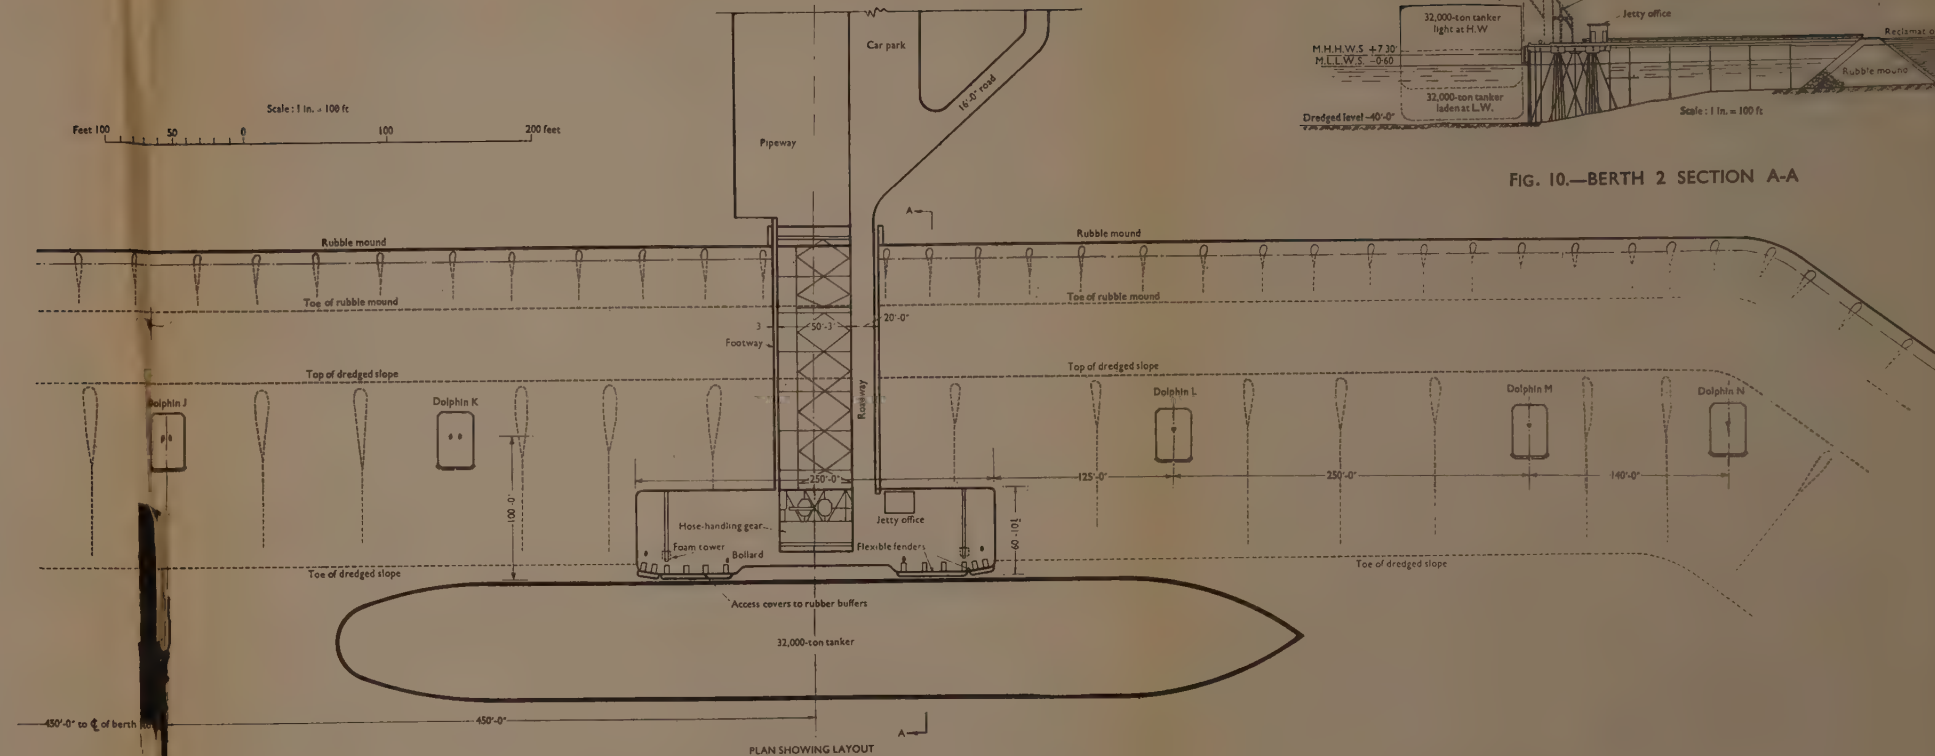 Scale : 1 in. = 100 ft
Feet 100 50 0 100 200 feet
Car park
16'-0" road
Pipeway
32,000-ton tanker
light at H.W
Jetty office
M.H.H.W.S +7·30'
M.L.L.W.S -0·60
Rubble mound
32,000-ton tanker
laden at L.W.
Dredged level -40'-0"
Scale : 1 in. = 100 ft
FIG. 10.—BERTH 2 SECTION A-A
A
Rubble mound
Rubble mound
Toe of rubble mound
Toe of rubble mound
3
50'-3
20'-0"
Footway
Roadway
Top of dredged slope
Top of dredged slope
Dolphin J
Dolphin K
Dolphin L
Dolphin M
Dolphin N
250'-0"
125'-0"
250'-0"
140'-0"
100'-0"
Hose-handling gear
Jetty office
Foam tower
Bollard
Flexible fenders
Toe of dredged slope
Toe of dredged slope
Access covers to rubber buffers
32,000-ton tanker
450'-0" to ℄ of berth
450'-0"
A
PLAN SHOWING LAYOUT